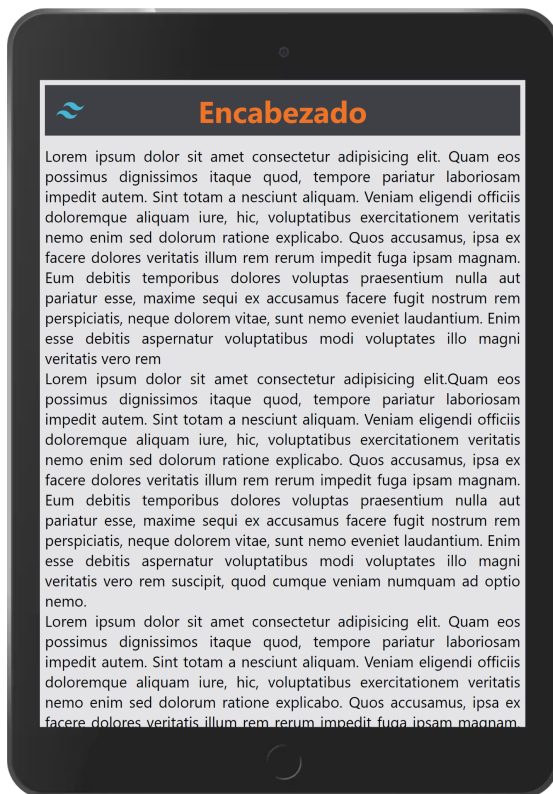 Encabezado
Lorem ipsum dolor sit amet consectetur adipisicing elit. Quam eos
possimus dignissimos itaque quod, tempore pariatur laboriosam
impedit autem. Sint totam a nesciunt aliquam. Veniam eligendi officiis
doloremque aliquam iure, hic, voluptatibus exercitationem veritatis
nemo enim sed dolorum ratione explicabo. Quos accusamus, ipsa ex
facere dolores veritatis illum rem rerum impedit fuga ipsam magnam.
Eum debitis temporibus dolores voluptas praesentium nulla aut
pariatur esse, maxime sequi ex accusamus facere fugit nostrum rem
perspiciatis, neque dolorem vitae, sunt nemo eveniet laudantium. Enim
esse debitis aspernatur voluptatibus modi voluptates illo magni
veritatis vero rem
Lorem ipsum dolor sit amet consectetur adipisicing elit.Quam eos
possimus dignissimos itaque quod, tempore pariatur laboriosam
impedit autem. Sint totam a nesciunt aliquam. Veniam eligendi officiis
doloremque aliquam iure, hic, voluptatibus exercitationem veritatis
nemo enim sed dolorum ratione explicabo. Quos accusamus, ipsa ex
facere dolores veritatis illum rem rerum impedit fuga ipsam magnam.
Eum debitis temporibus dolores voluptas praesentium nulla aut
pariatur esse, maxime sequi ex accusamus facere fugit nostrum rem
perspiciatis, neque dolorem vitae, sunt nemo eveniet laudantium. Enim
esse debitis aspernatur voluptatibus modi voluptates illo magni
veritatis vero rem suscipit, quod cumque veniam numquam ad optio
nemo.
Lorem ipsum dolor sit amet consectetur adipisicing elit. Quam eos
possimus dignissimos itaque quod, tempore pariatur laboriosam
impedit autem. Sint totam a nesciunt aliquam. Veniam eligendi officiis
doloremque aliquam iure, hic, voluptatibus exercitationem veritatis
nemo enim sed dolorum ratione explicabo. Quos accusamus, ipsa ex
facere dolores veritatis illum rem rerum impedit fuga ipsam magnam.